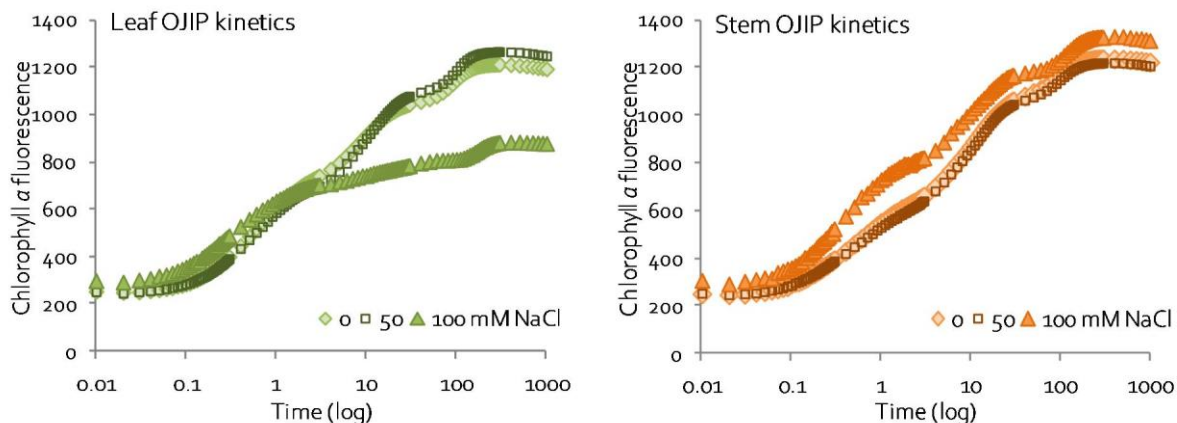 Leaf OJIP kinetics
Chlorophyll a fluorescence
1400
1200
1000
800
600
400
200
0
0 50 100 mM NaCl
0.01 0.1 1 10 100 1000
Time (log)
Stem OJIP kinetics
Chlorophyll a fluorescence
1400
1200
1000
800
600
400
200
0
0 50 100 mM NaCl
0.01 0.1 1 10 100 1000
Time (log)